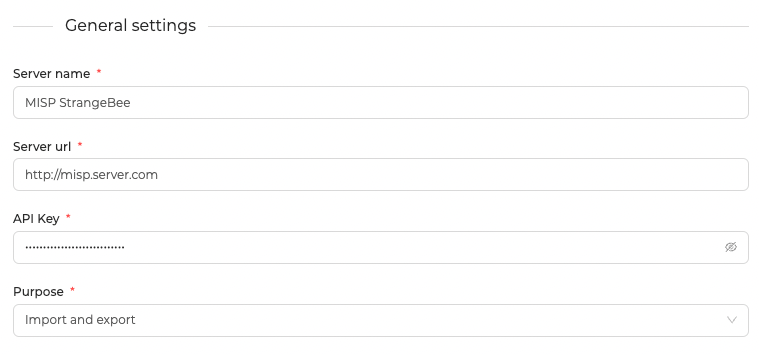 General settings
Server name *
MISP StrangeBee
Server url *
http://misp.server.com
API Key *
••••••••••••••••••••••••••••
Purpose *
Import and export